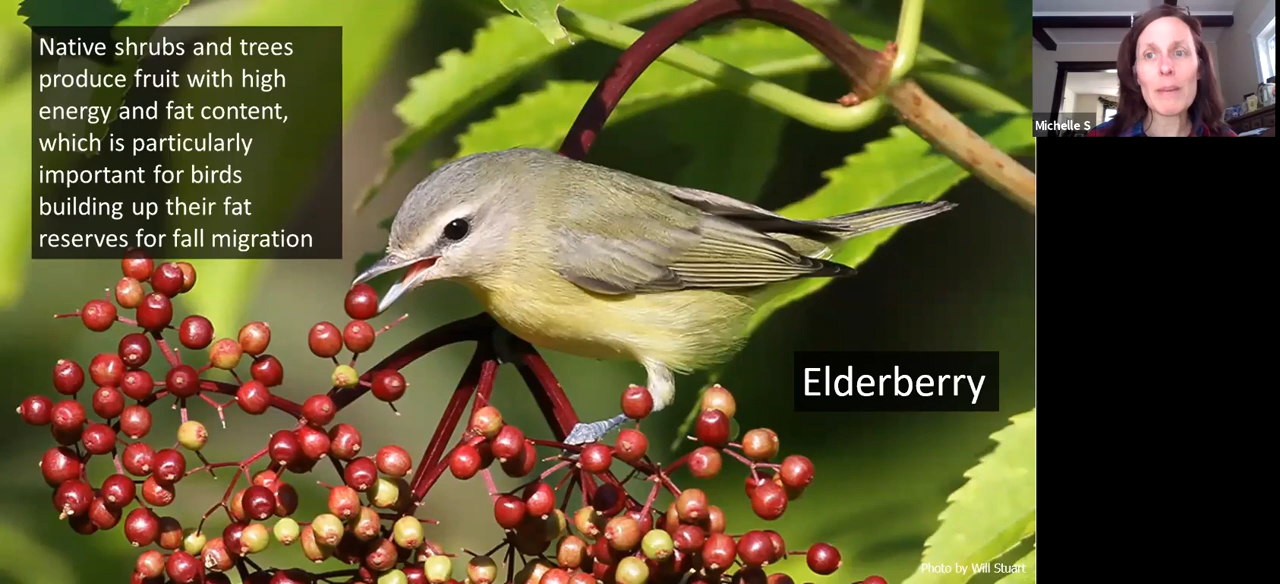 Native shrubs and trees
produce fruit with high
energy and fat content,
which is particularly
important for birds
building up their fat
reserves for fall migration
Michelle S
Elderberry
Photo by Will Stuart